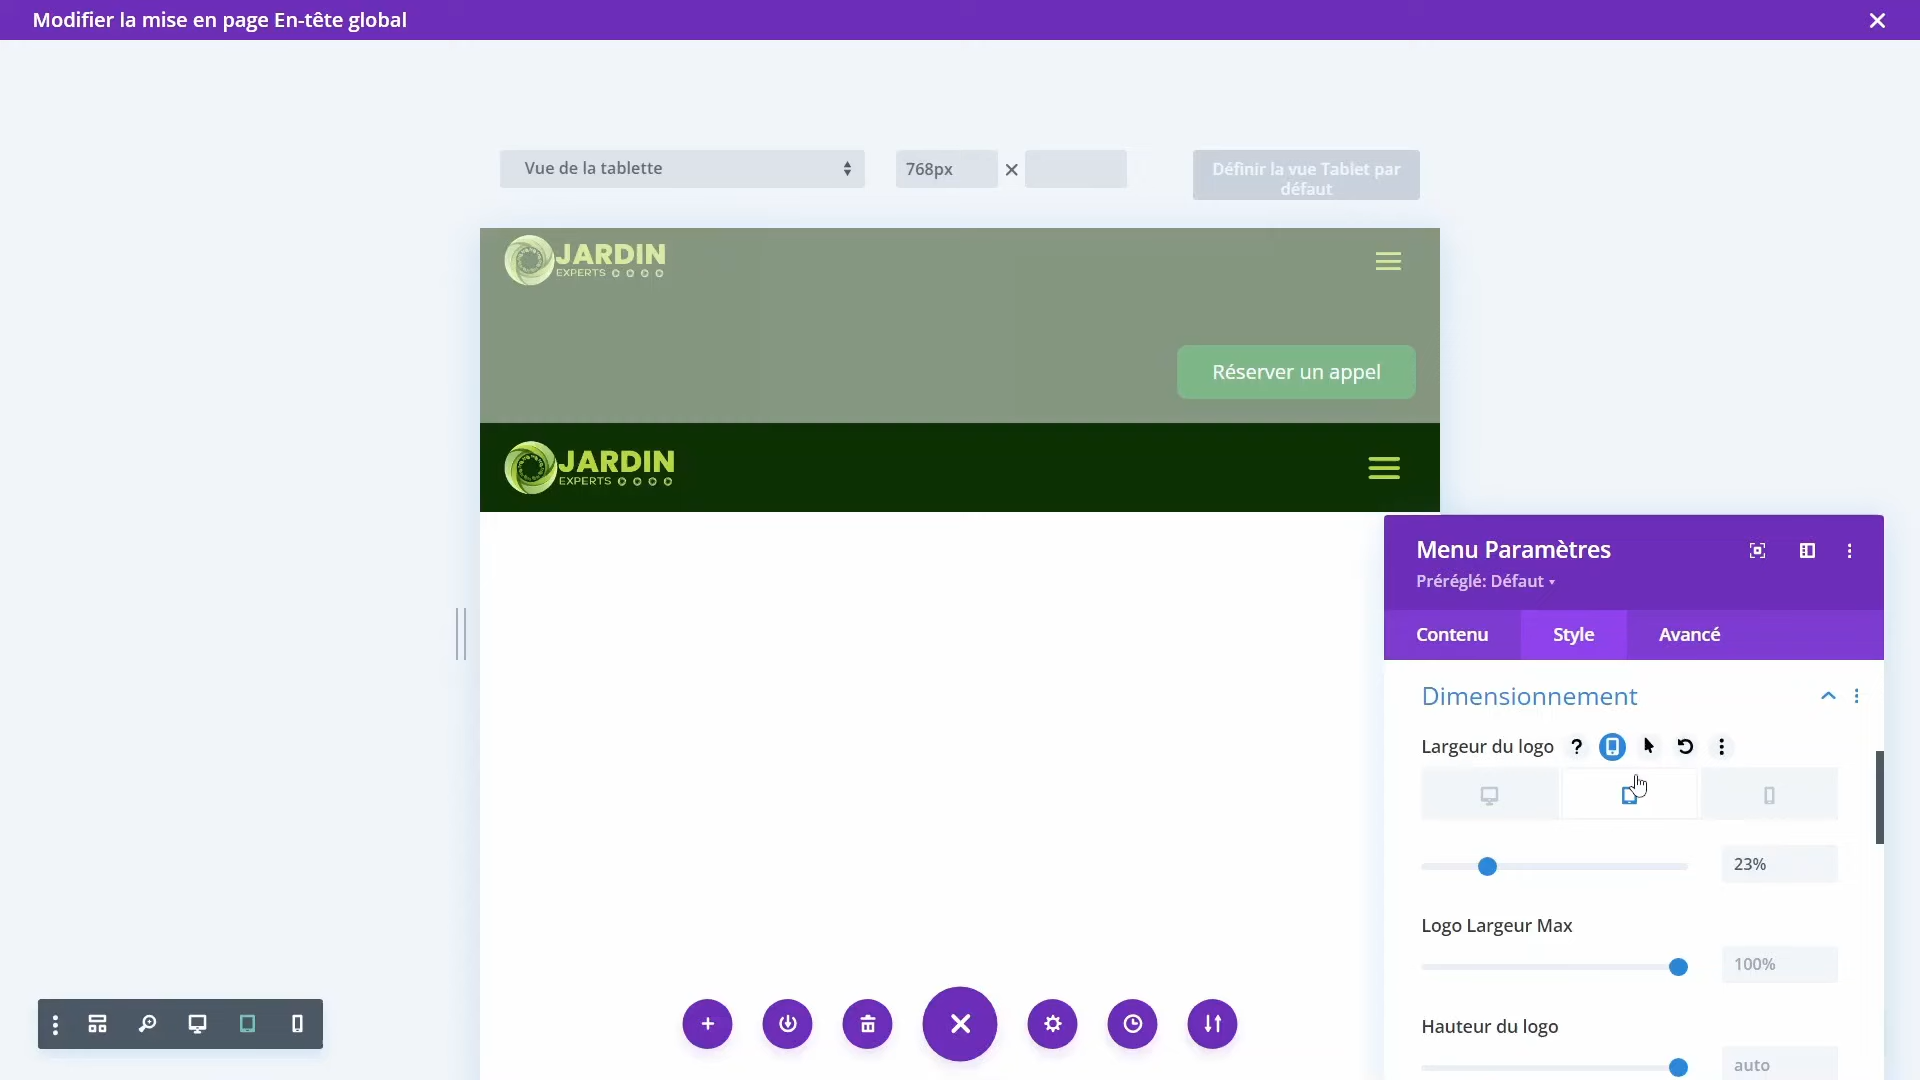 Modifier la mise en page En-tête global
Vue de la tablette
768px
Définir la vue Tablet par
défaut
JARDIN
EXPERTS
Réserver un appel
JARDIN
EXPERTS
Menu Paramètres
Préréglé: Défaut
Contenu
Style
Avancé
Dimensionnement
Largeur du logo
?
23%
Logo Largeur Max
100%
Hauteur du logo
auto